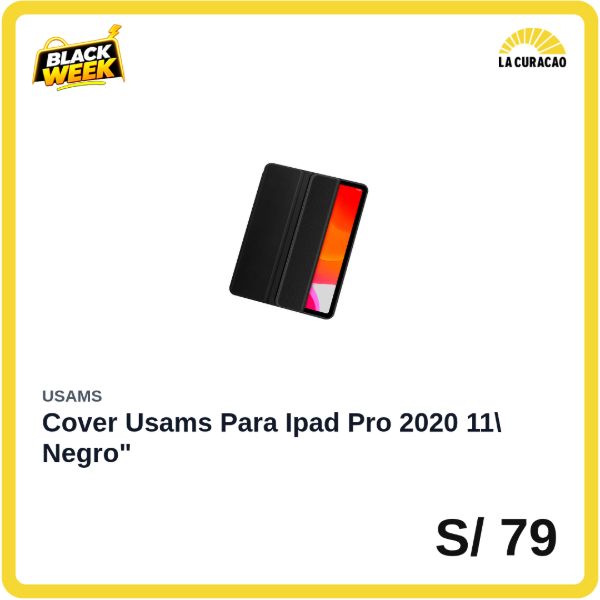 BLACK
WEEK
LA CURACAO
USAMS
Cover Usams Para Ipad Pro 2020 11\
Negro"
S/ 79